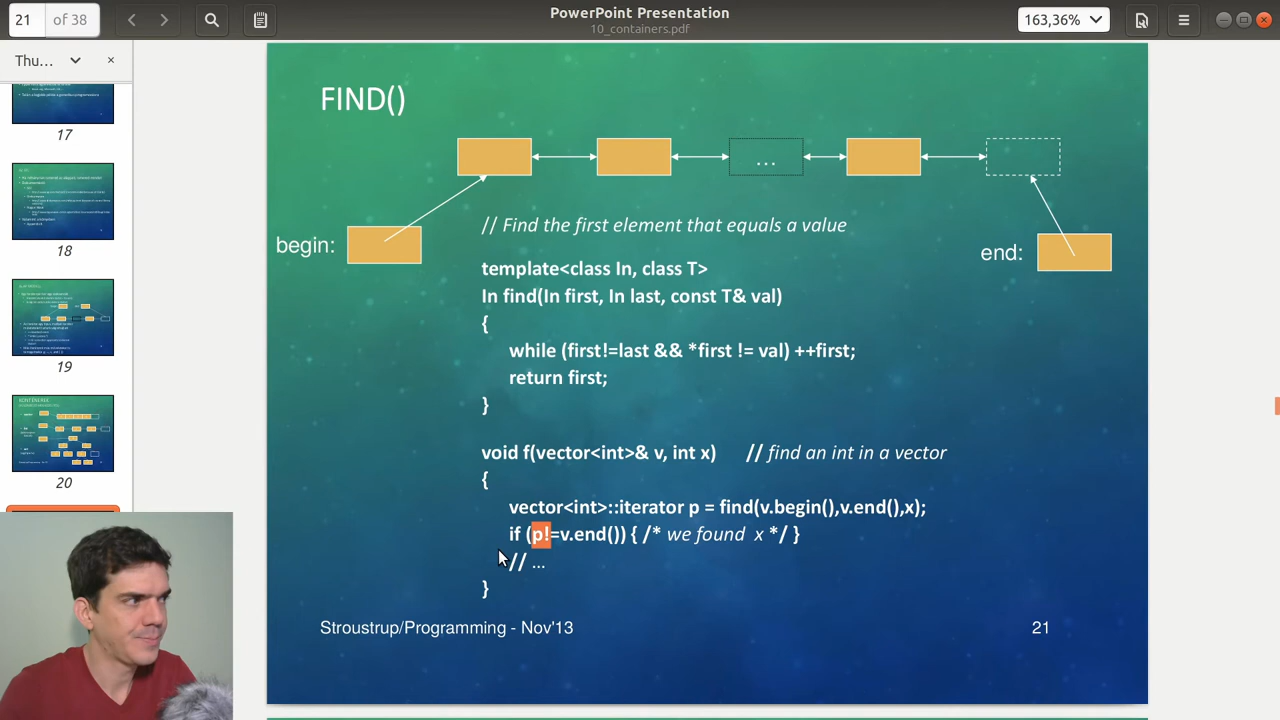 21
of 38
PowerPoint Presentation
10_containers.pdf
163,36%
Thu...
17
18
19
20
FIND()
...
begin:
end:
// Find the first element that equals a value
template<class In, class T>
In find(In first, In last, const T& val)
{
while (first!=last && *first != val) ++first;
return first;
}
void f(vector<int>& v, int x) // find an int in a vector
{
vector<int>::iterator p = find(v.begin(),v.end(),x);
if (p!=v.end()) { /* we found x */ }
// ...
}
Stroustrup/Programming - Nov'13
21